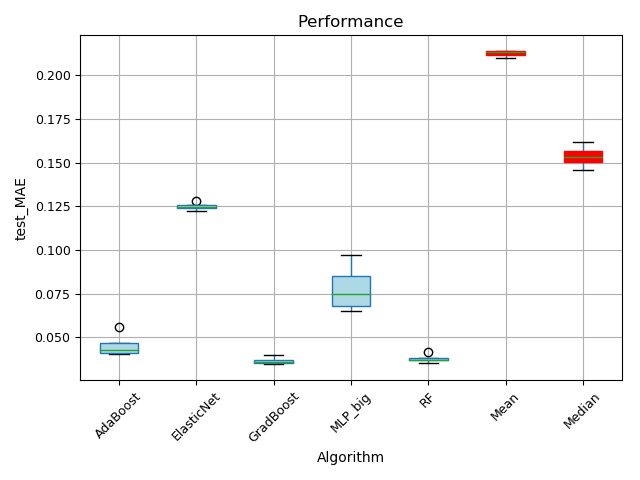 Performance
0.200
0.175
0.150
0.125
0.100
0.075
0.050
test_MAE
AdaBoost
ElasticNet
GradBoost
MLP_big
RF
Mean
Median
Algorithm